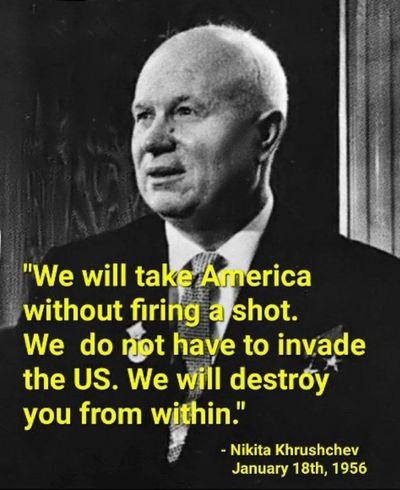 "We will take America
without firing a shot.
We do not have to invade
the US. We will destroy
you from within."
- Nikita Khrushchev
January 18th, 1956